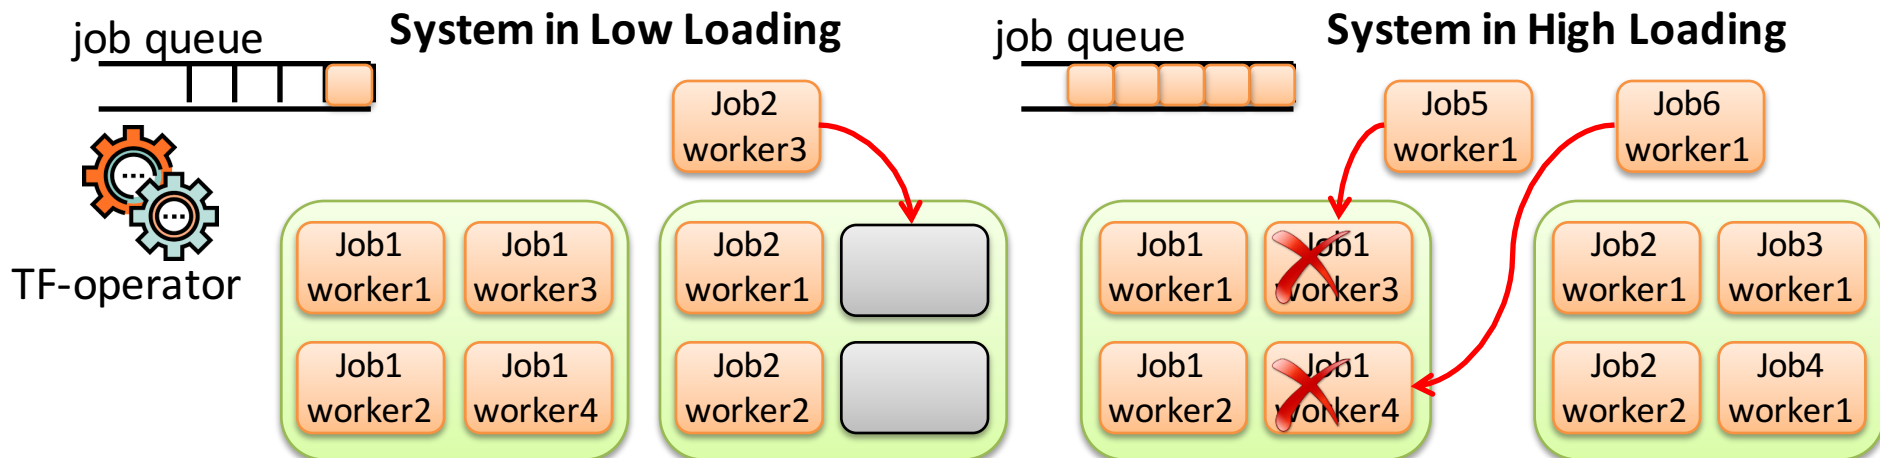 job queue
System in Low Loading
Job2
worker3
TF-operator
Job1
worker1
Job1
worker3
Job1
worker2
Job1
worker4
Job2
worker1
Job2
worker2
job queue
System in High Loading
Job5
worker1
Job6
worker1
Job1
worker1
Job1
worker3
Job1
worker2
Job1
worker4
Job2
worker1
Job3
worker1
Job2
worker2
Job4
worker1